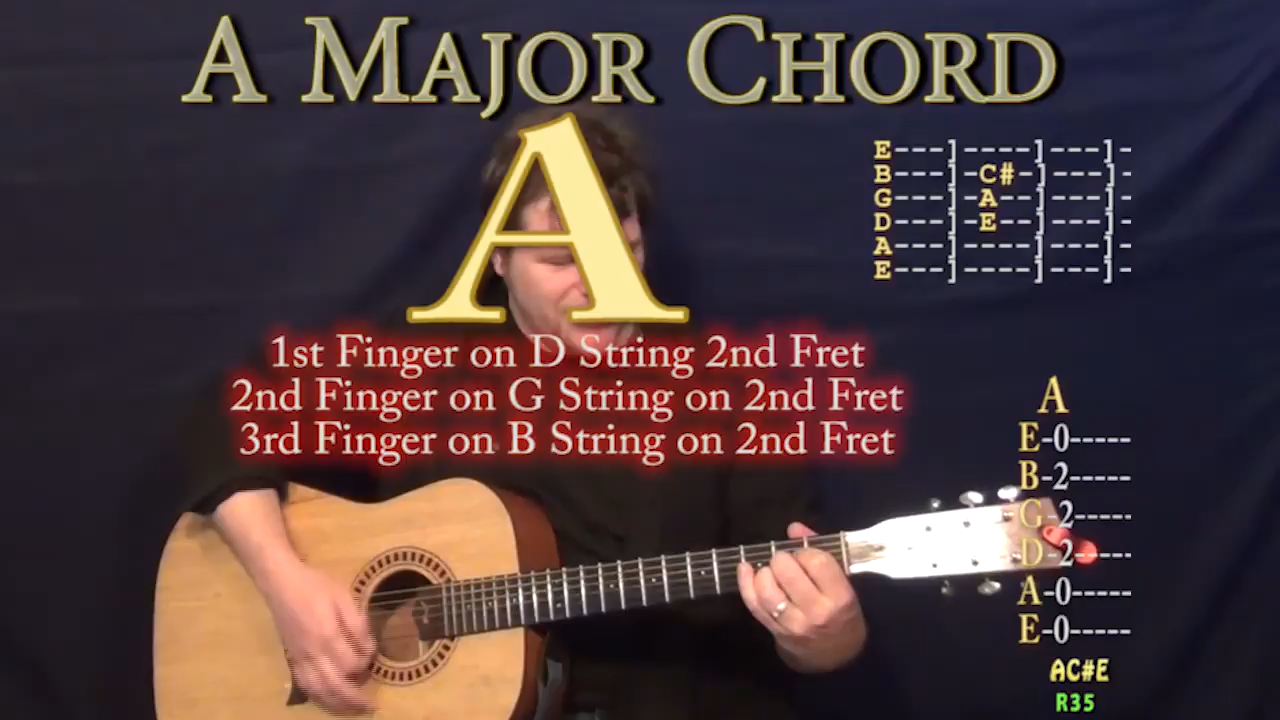 A MAJOR CHORD
A
E---]----]---]-
B---]-C#-]---]-
G---]-A--]---]-
D---]-E--]---]-
A---]----]---]-
E---]----]---]-
1st Finger on D String 2nd Fret
2nd Finger on G String on 2nd Fret
3rd Finger on B String on 2nd Fret
A
E-0-----
B-2-----
G-2-----
D-2-----
A-0-----
E-0-----
AC#E
R35